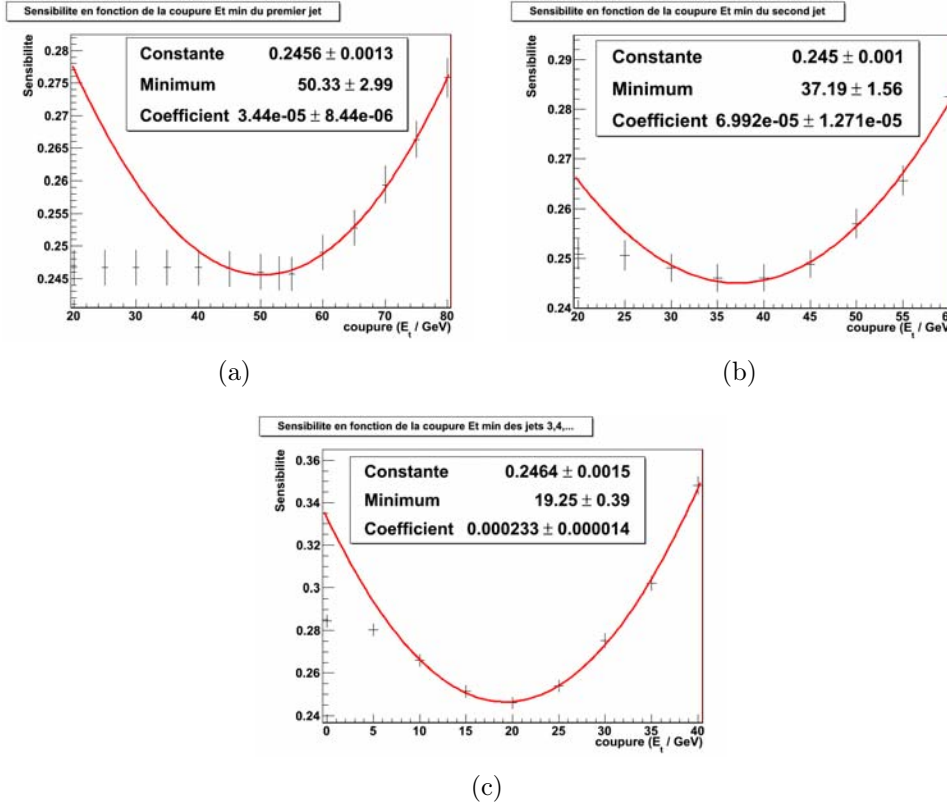 Sensibilite en fonction de la coupure Et min du premier jet
Sensibilite
0.28
0.275
0.27
0.265
0.26
0.255
0.25
0.245
Constante 0.2456 ± 0.0013
Minimum 50.33 ± 2.99
Coefficient 3.44e-05 ± 8.44e-06
20 30 40 50 60 70 80
coupure (E_t / GeV)
(a)
Sensibilite en fonction de la coupure Et min du second jet
Sensibilite
0.29
0.28
0.27
0.26
0.25
0.24
Constante 0.245 ± 0.001
Minimum 37.19 ± 1.56
Coefficient 6.992e-05 ± 1.271e-05
20 25 30 35 40 45 50 55
coupure (E_t / GeV)
(b)
Sensibilite en fonction de la coupure Et min des jets 3,4,...
Sensibilite
0.36
0.34
0.32
0.3
0.28
0.26
0.24
Constante 0.2464 ± 0.0015
Minimum 19.25 ± 0.39
Coefficient 0.000233 ± 0.000014
0 5 10 15 20 25 30 35 40
coupure (E_t / GeV)
(c)